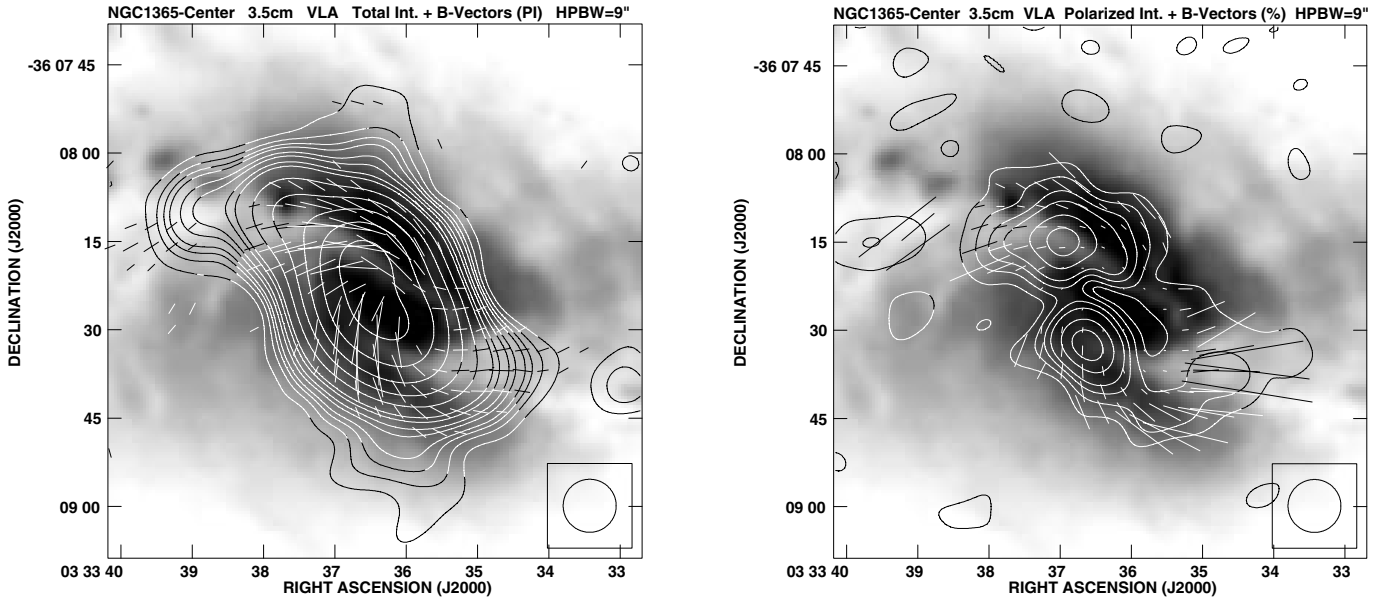 NGC1365-Center 3.5cm VLA Total Int. + B-Vectors (PI) HPBW=9"
DECLINATION (J2000)
-36 07 45
08 00
15
30
45
09 00
03 33 40 39 38 37 36 35 34 33
RIGHT ASCENSION (J2000)
NGC1365-Center 3.5cm VLA Polarized Int. + B-Vectors (%) HPBW=9"
DECLINATION (J2000)
-36 07 45
08 00
15
30
45
09 00
03 33 40 39 38 37 36 35 34 33
RIGHT ASCENSION (J2000)